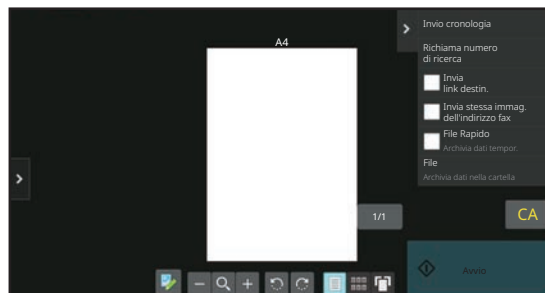 A4
Invio cronologia
Richiama numero
di ricerca
Invia
link destin.
Invia stessa immag.
dell'indirizzo fax
File Rapido
Archivia dati tempor.
File
Archivia dati nella cartella
1/1
CA
Avvio